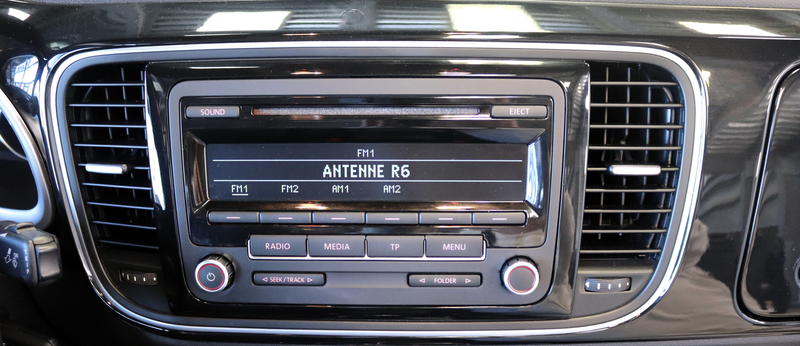 SOUND EJECT
FM1
ANTENNE R6
FM1 FM2 AM1 AM2
RADIO MEDIA TP MENU
SEEK/TRACK FOLDER